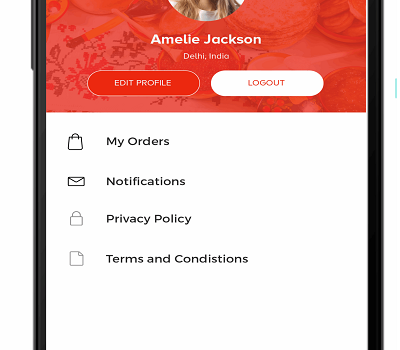 Amelie Jackson
Delhi, India
EDIT PROFILE
LOGOUT
My Orders
Notifications
Privacy Policy
Terms and Condistions